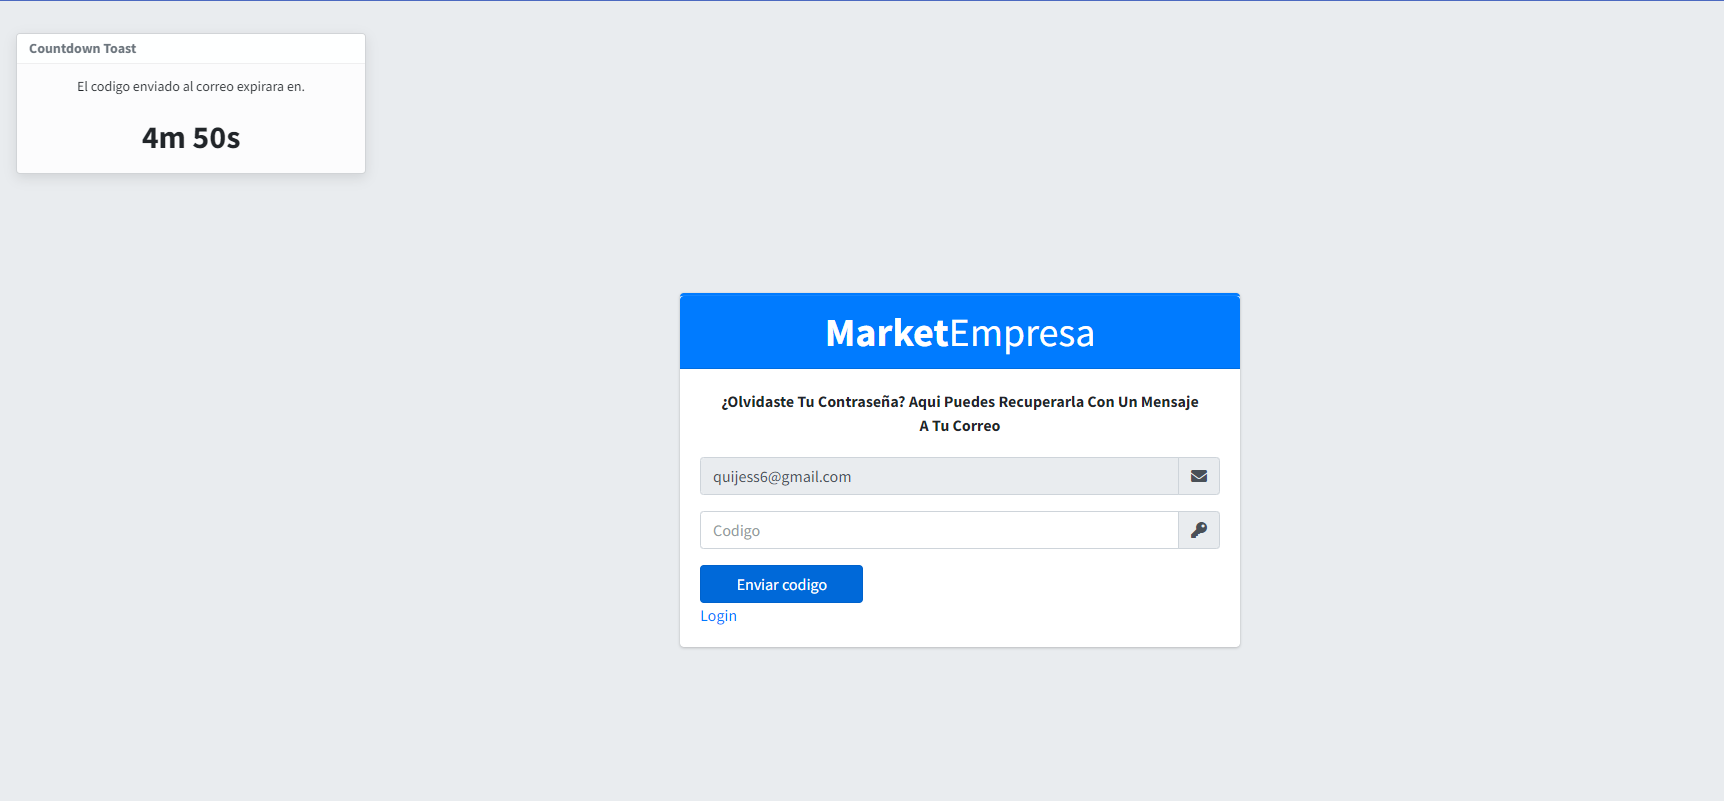 Countdown Toast
El codigo enviado al correo expirara en.
4m 50s
MarketEmpresa
¿Olvidaste Tu Contraseña? Aqui Puedes Recuperarla Con Un Mensaje
A Tu Correo
quijess6@gmail.com
Codigo
Enviar codigo
Login